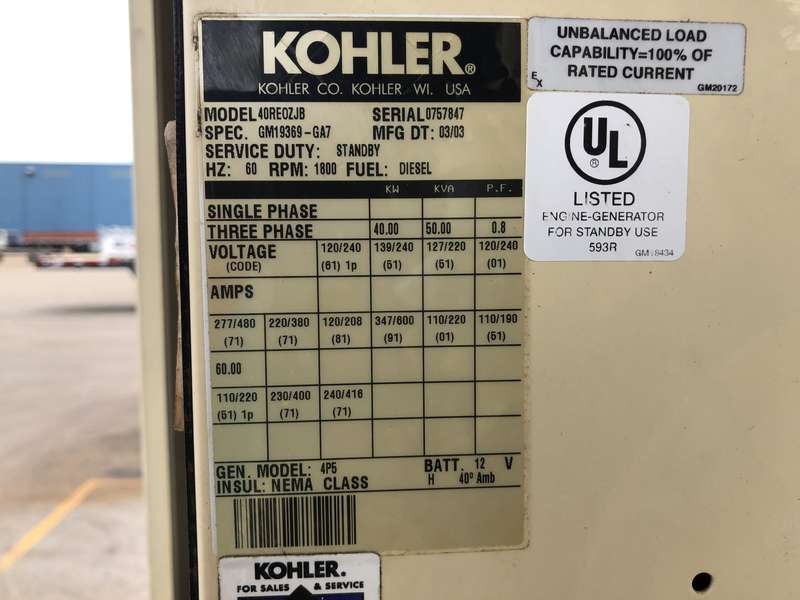 KOHLER®
KOHLER CO. KOHLER WI. USA
MODEL 40REOZJB SERIAL 0757847
SPEC. GM19369-GA7 MFG DT: 03/03
SERVICE DUTY: STANDBY
HZ: 60 RPM: 1800 FUEL: DIESEL
KW KVA P.F.
SINGLE PHASE
THREE PHASE 40.00 50.00 0.8
VOLTAGE 120/240 139/240 127/220 120/240
(CODE) (61) 1p (51) (51) (01)
AMPS
277/480 220/380 120/208 347/600 110/220 110/190
(71) (71) (81) (91) (01) (51)
60.00
110/220 230/400 240/416
(51) 1p (71) (71)
GEN. MODEL: 4P5 BATT. 12 V
INSUL: NEMA CLASS H 40° Amb
KOHLER®
FOR SALES & SERVICE
UNBALANCED LOAD
CAPABILITY=100% OF
RATED CURRENT
EX GM20172
UL ®
LISTED
ENGINE-GENERATOR
FOR STANDBY USE
593R
GM18434